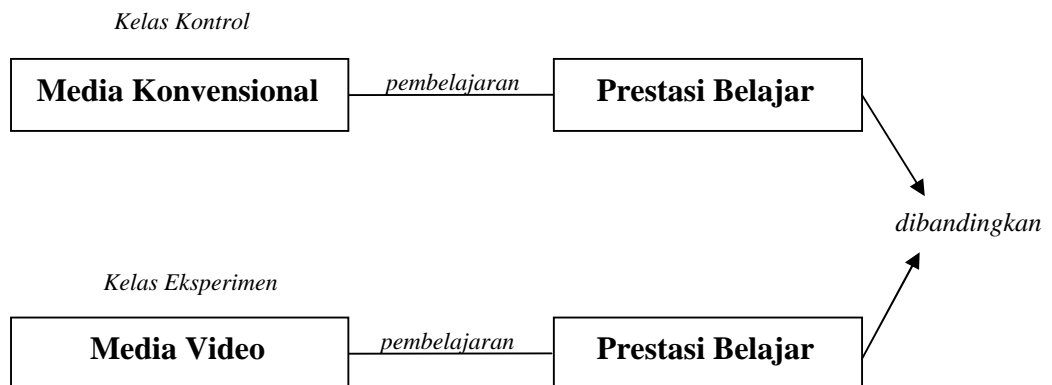 Kelas Kontrol
Media Konvensional
pembelajaran
Prestasi Belajar
dibandingkan
Kelas Eksperimen
Media Video
pembelajaran
Prestasi Belajar